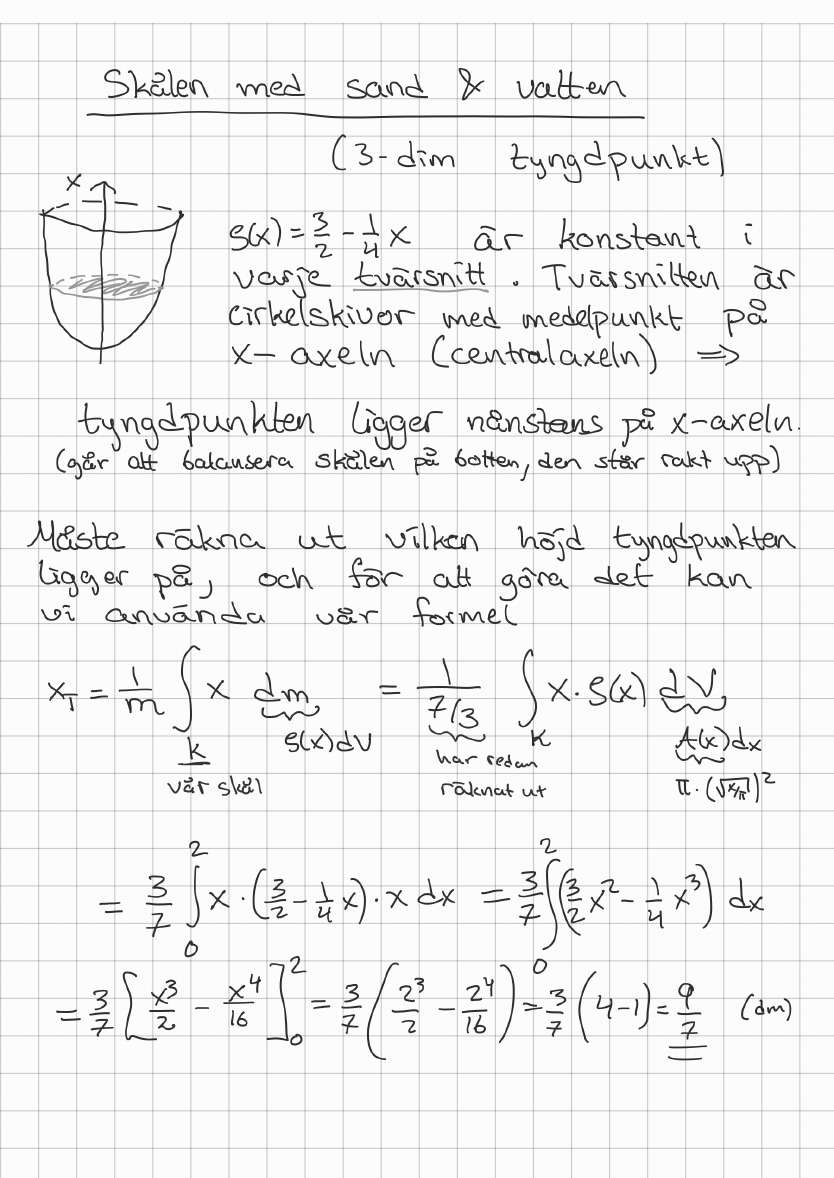 Skålen med sand & vatten
(3-dim tyngdpunkt)
x
ρ(x) = 3/2 - 1/4 x är konstant i
varje tvärsnitt. Tvärsnitten är
cirkelskivor med medelpunkt på
x-axeln (centralaxeln) ⇒
tyngdpunkten ligger nånstans på x-axeln.
(går att balansera skålen på botten, den står rakt upp)
Måste räkna ut vilken höjd tyngdpunkten
ligger på, och för att göra det kan
vi använda vår formel
x_T = 1/m ∫_K x dm = 1/(7/3) ∫_K x · ρ(x) dV
ρ(x)dV A(x)dx
vår skål har redan räknat ut π · (√(x/π))²
= 3/7 ∫_0^2 x · (3/2 - 1/4 x) · x dx = 3/7 ∫_0^2 (3/2 x² - 1/4 x³) dx
= 3/7 [x³/2 - x⁴/16]_0^2 = 3/7 (2³/2 - 2⁴/16) = 3/7 (4-1) = 9/7 (dm)